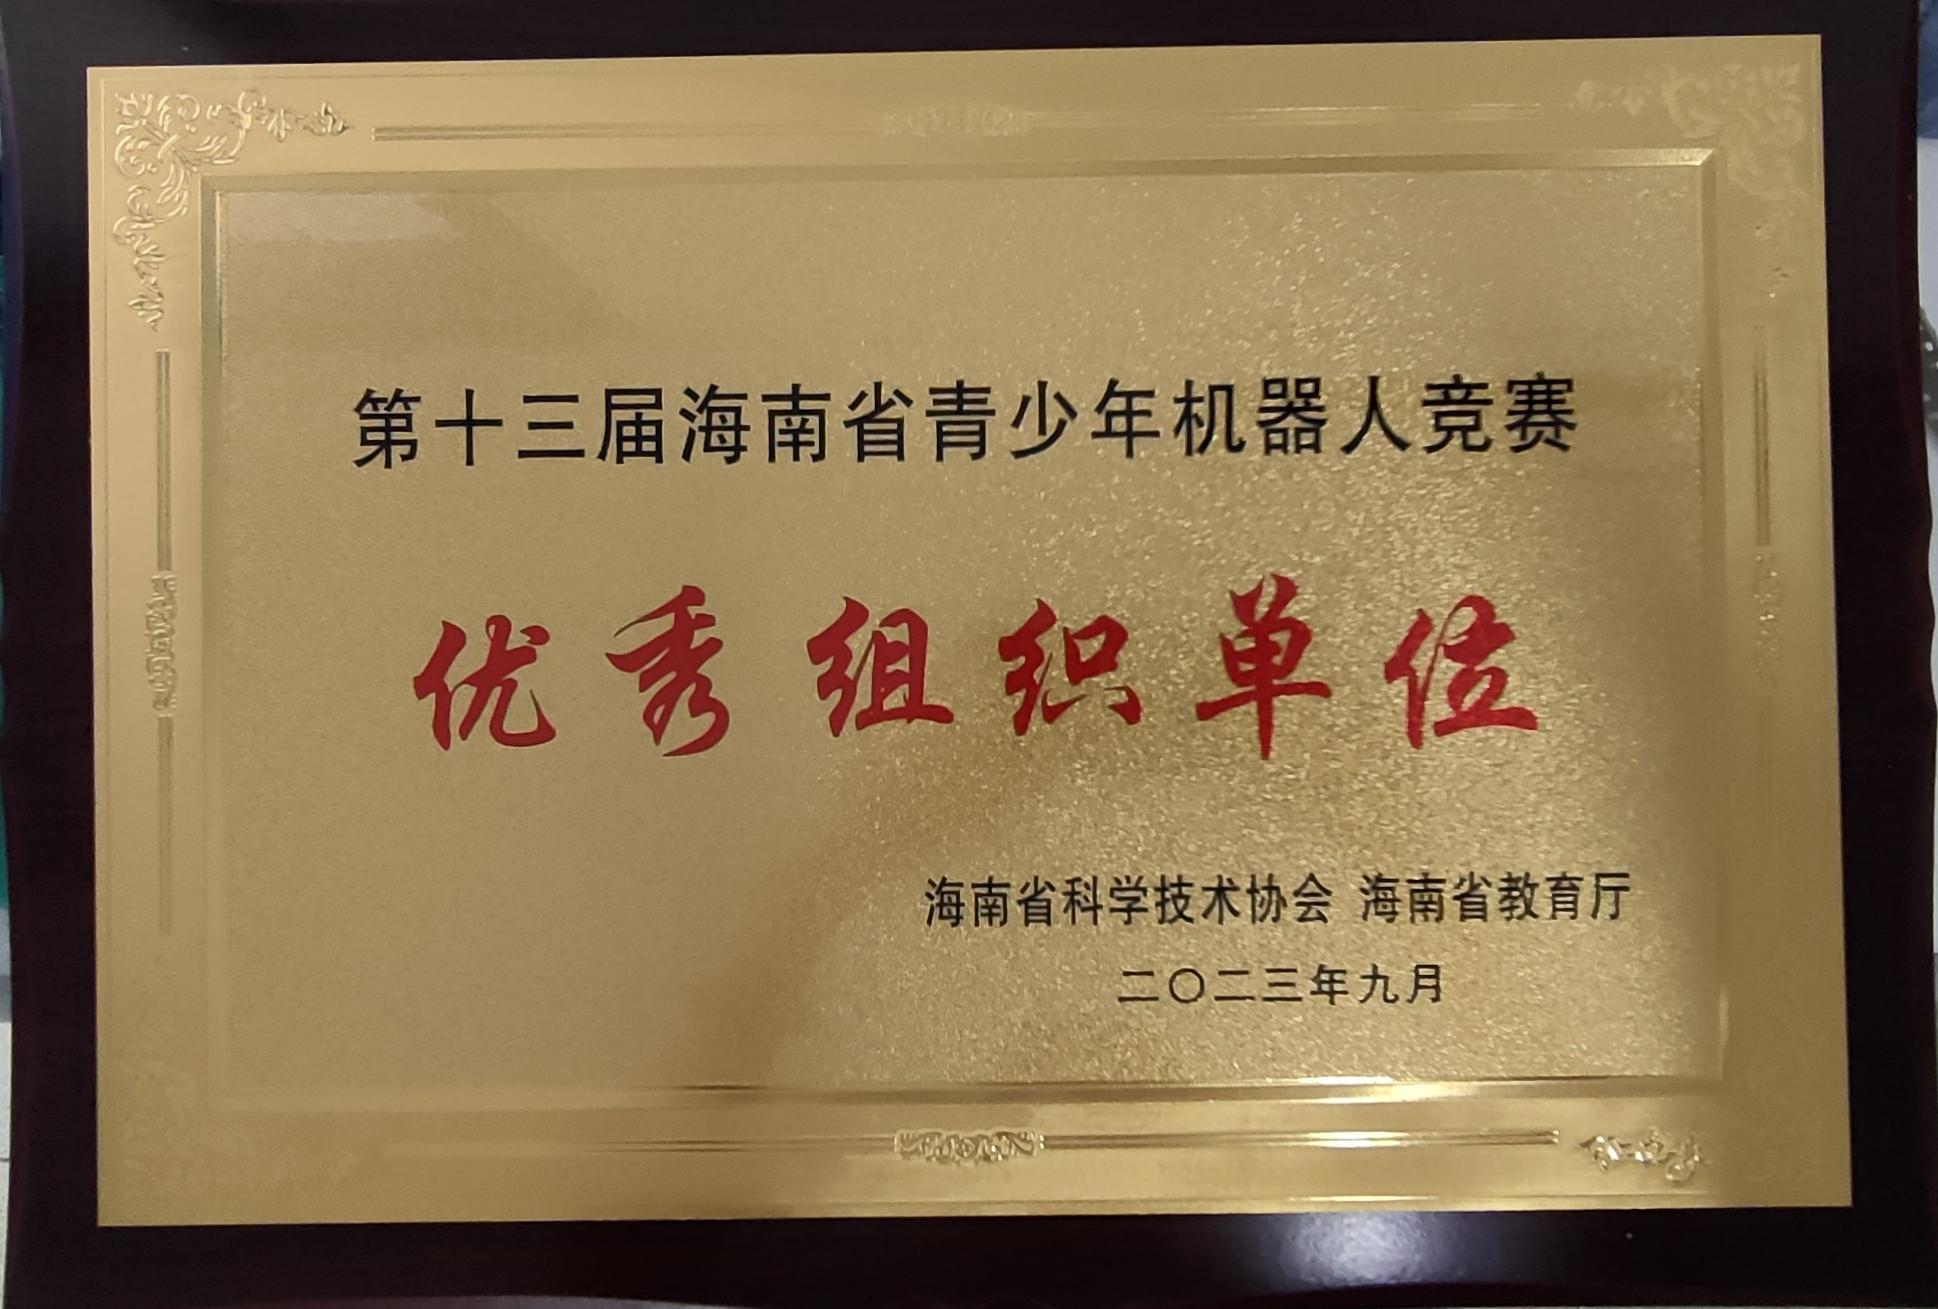 第十三届海南省青少年机器人竞赛
优秀组织单位
海南省科学技术协会 海南省教育厅
二〇二三年九月